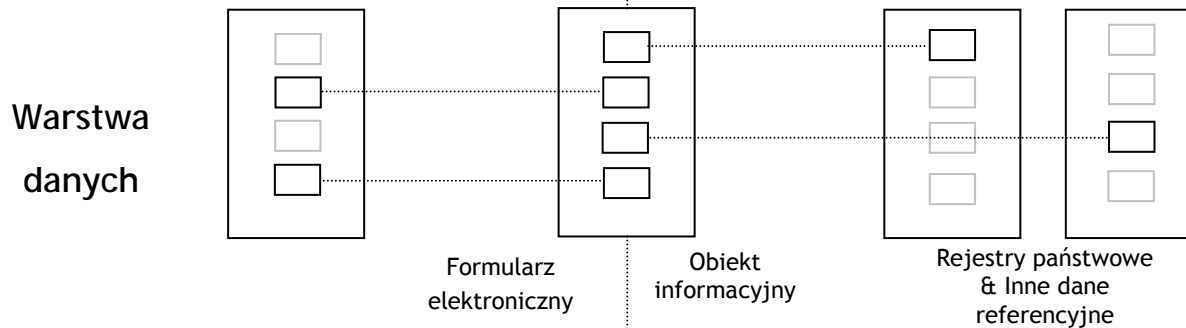 Warstwa
danych
Formularz
elektroniczny
Obiekt
informacyjny
Rejestry państwowe
& Inne dane
referencyjne